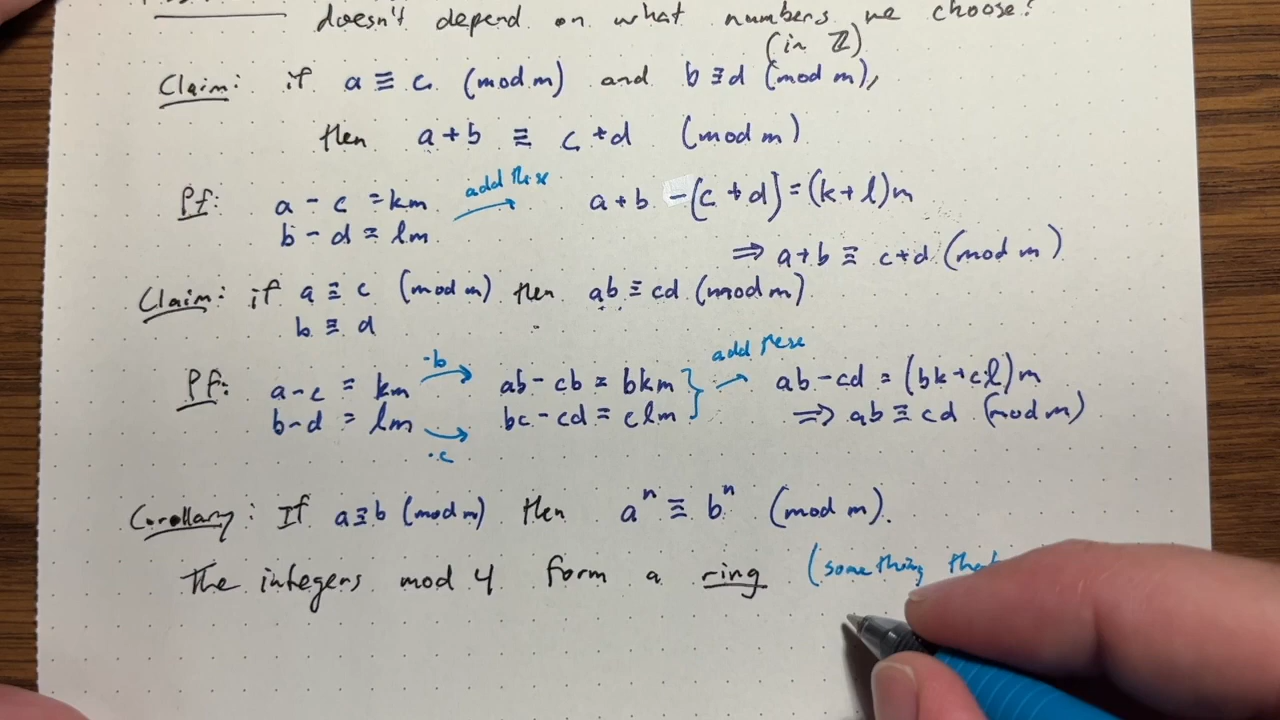 doesn't depend on what numbers we choose?
(in ℤ)
Claim: if a ≡ c (mod m) and b ≡ d (mod m),
then a + b ≡ c + d (mod m)
Pf: a - c = km add these a + b - (c + d) = (k + l)m
b - d = lm
⇒ a + b ≡ c + d (mod m)
Claim: if a ≡ c (mod m) then ab ≡ cd (mod m)
b ≡ d
add these
Pf: a - c = km ·b ab - cb = bkm ab - cd = (bk + cl)m
b - d = lm ·c bc - cd = clm ⇒ ab ≡ cd (mod m)
Corollary: If a ≡ b (mod m) then aⁿ ≡ bⁿ (mod m).
The integers mod 4 form a ring (something that